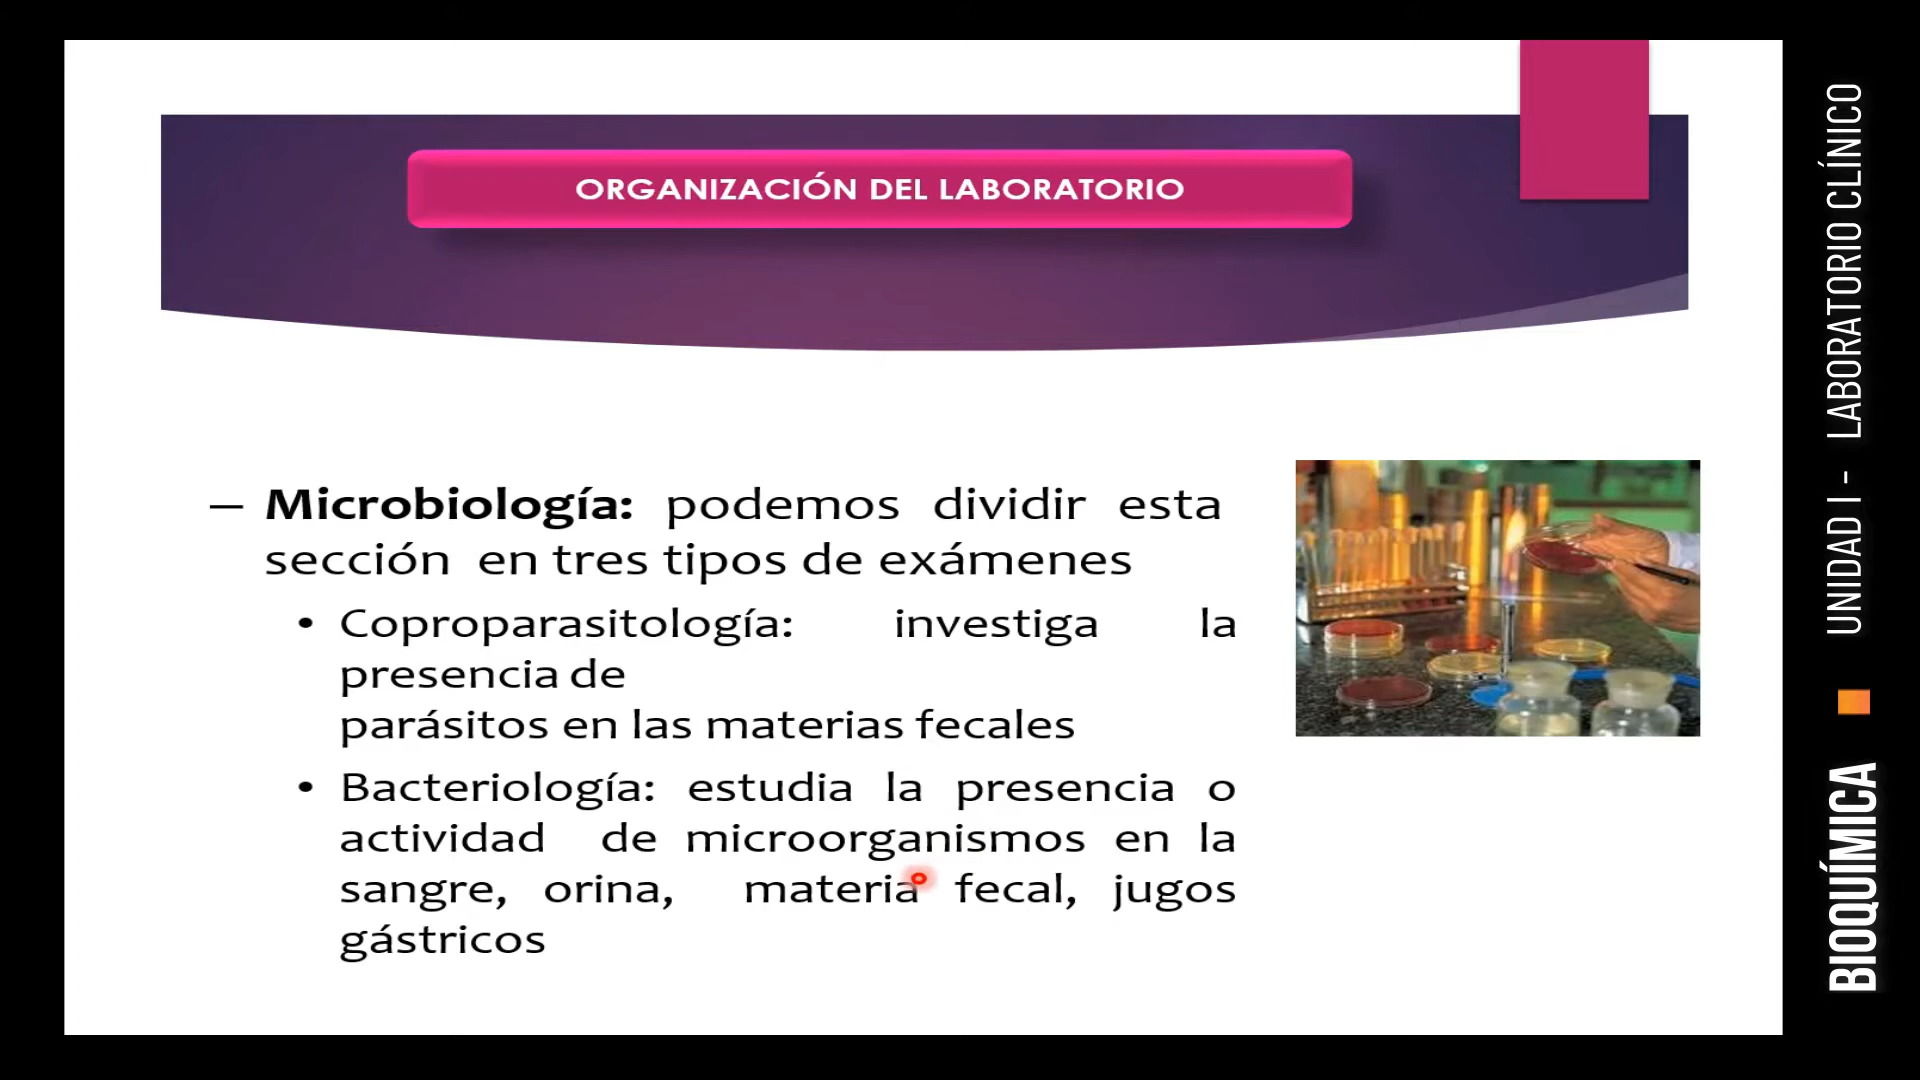 ORGANIZACIÓN DEL LABORATORIO
– Microbiología: podemos dividir esta
sección en tres tipos de exámenes
• Coproparasitología: investiga la
presencia de
parásitos en las materias fecales
• Bacteriología: estudia la presencia o
actividad de microorganismos en la
sangre, orina, materia fecal, jugos
gástricos
BIOQUÍMICA ■ UNIDAD I - LABORATORIO CLÍNICO